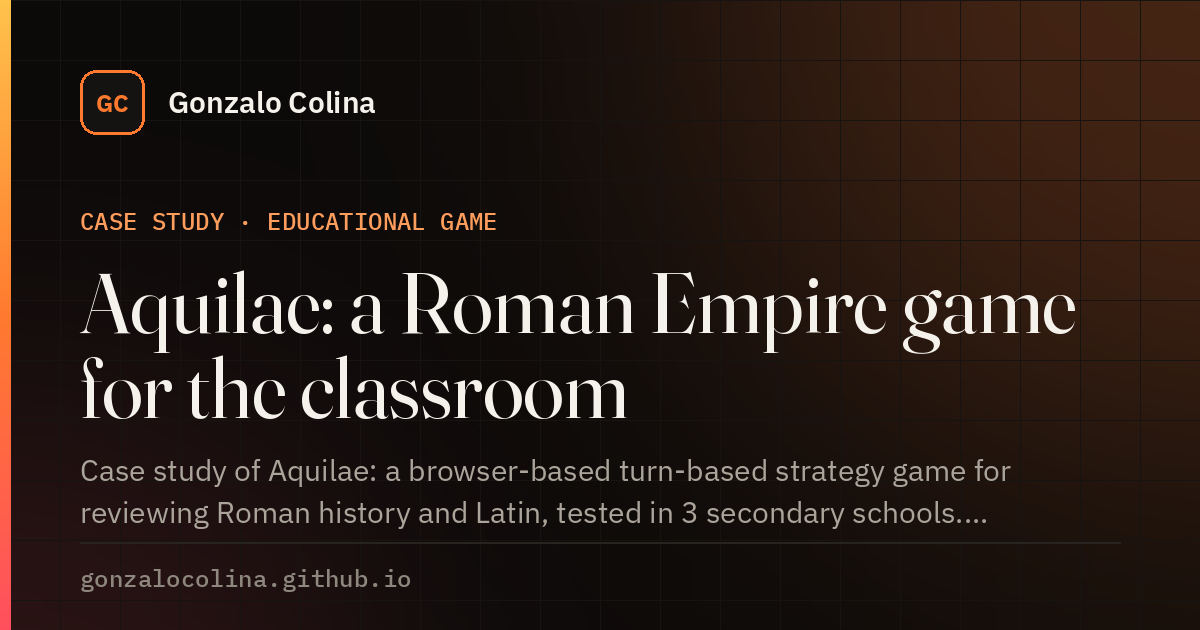 GC
Gonzalo Colina
CASE STUDY · EDUCATIONAL GAME
Aquilae: a Roman Empire game
for the classroom
Case study of Aquilae: a browser-based turn-based strategy game for
reviewing Roman history and Latin, tested in 3 secondary schools....
gonzalocolina.github.io